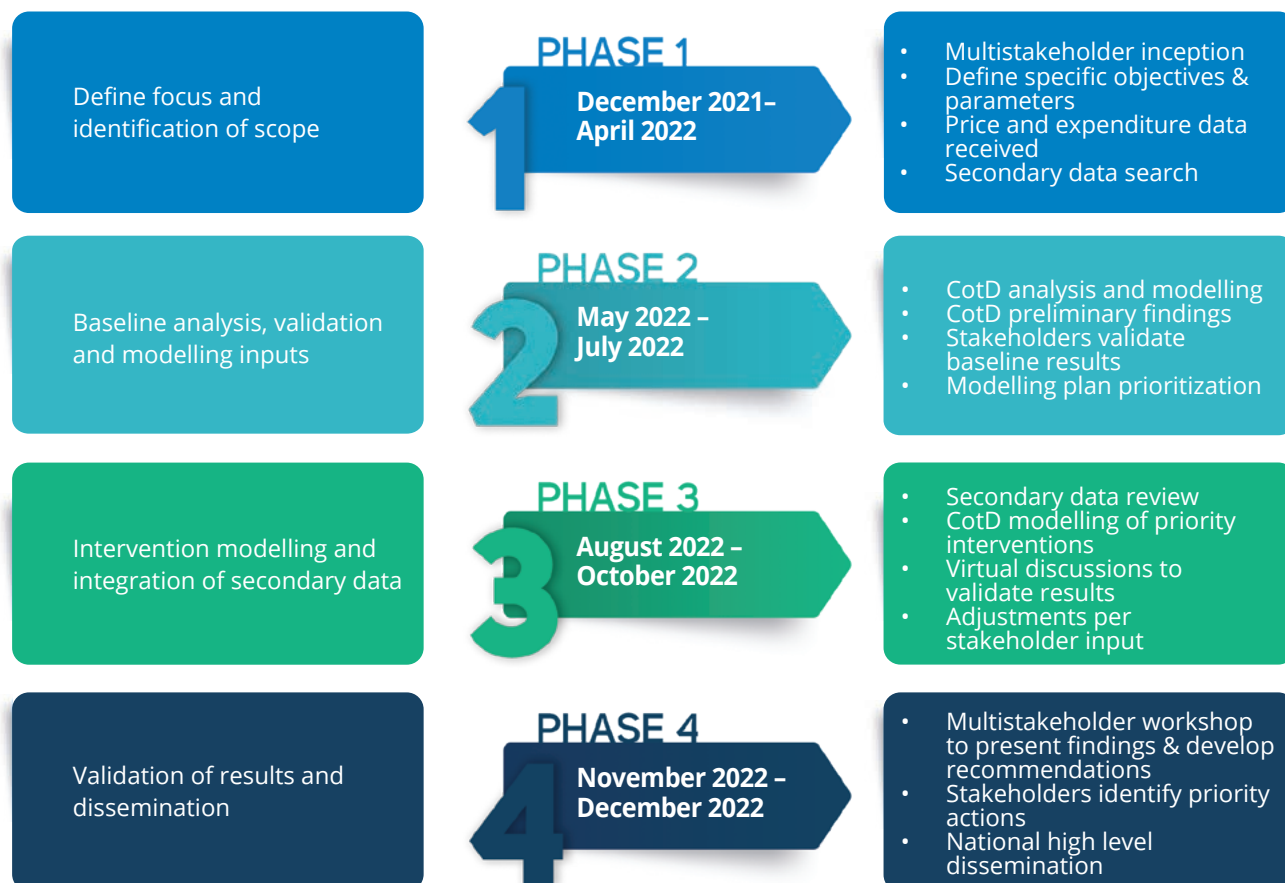 Define focus and
identification of scope
PHASE 1
1
December 2021–
April 2022
• Multistakeholder inception
• Define specific objectives &
parameters
• Price and expenditure data
received
• Secondary data search
Baseline analysis, validation
and modelling inputs
PHASE 2
2
May 2022 –
July 2022
• CotD analysis and modelling
• CotD preliminary findings
• Stakeholders validate
baseline results
• Modelling plan prioritization
Intervention modelling and
integration of secondary data
PHASE 3
3
August 2022 –
October 2022
• Secondary data review
• CotD modelling of priority
interventions
• Virtual discussions to
validate results
• Adjustments per
stakeholder input
Validation of results and
dissemination
PHASE 4
4
November 2022 –
December 2022
• Multistakeholder workshop
to present findings & develop
recommendations
• Stakeholders identify priority
actions
• National high level
dissemination